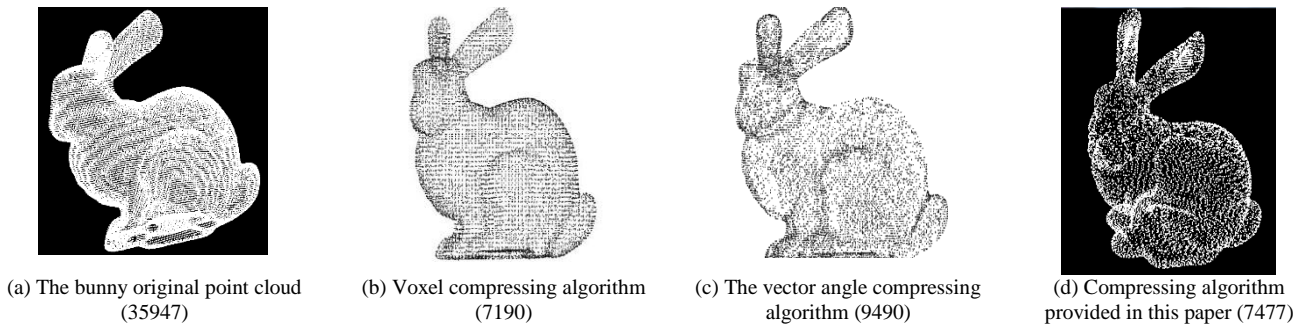 (a) The bunny original point cloud
(35947)
(b) Voxel compressing algorithm
(7190)
(c) The vector angle compressing
algorithm (9490)
(d) Compressing algorithm
provided in this paper (7477)